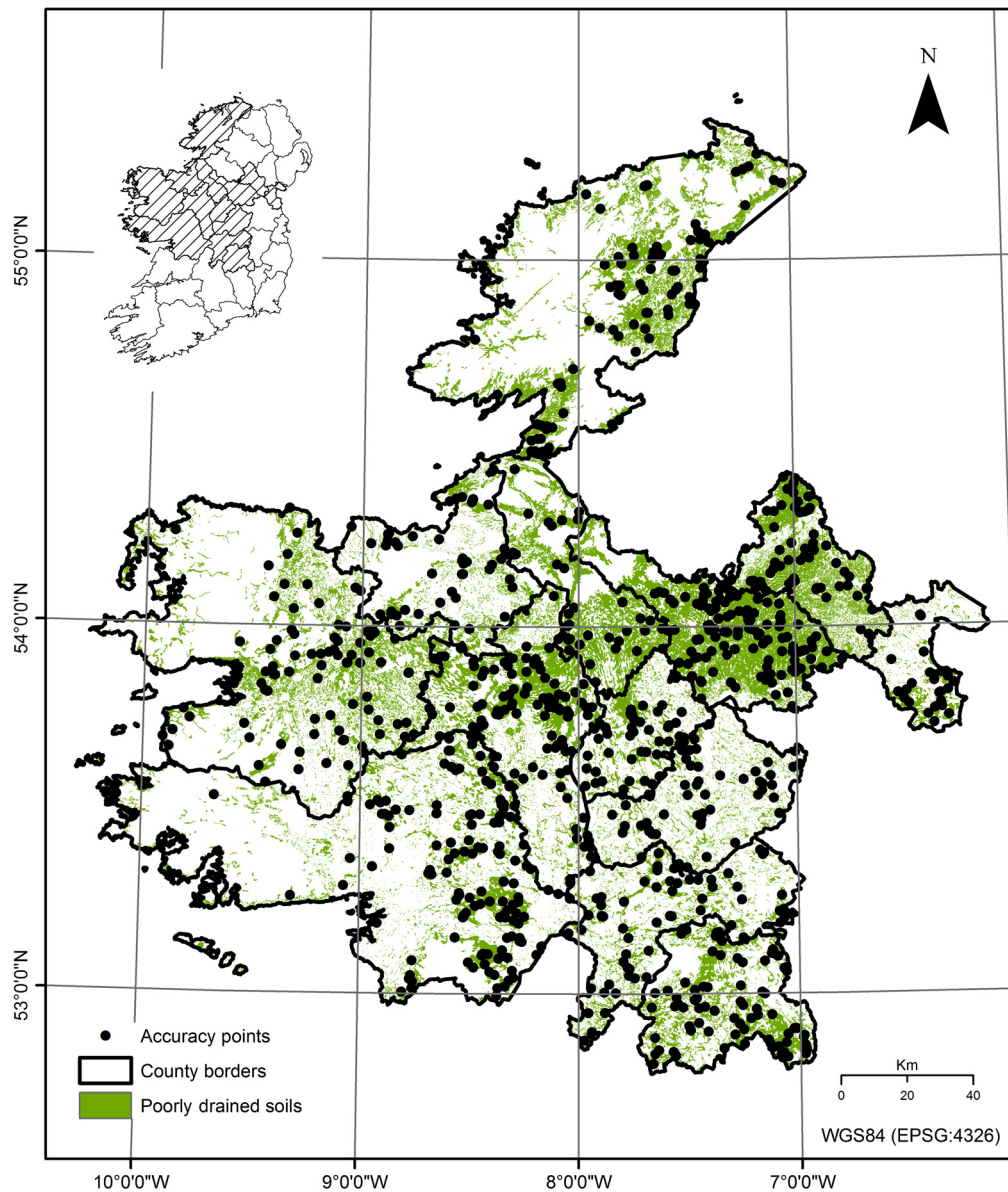 N
55°0'0"N
54°0'0"N
53°0'0"N
Accuracy points
County borders
Poorly drained soils
Km
0 20 40
WGS84 (EPSG:4326)
10°0'0"W 9°0'0"W 8°0'0"W 7°0'0"W